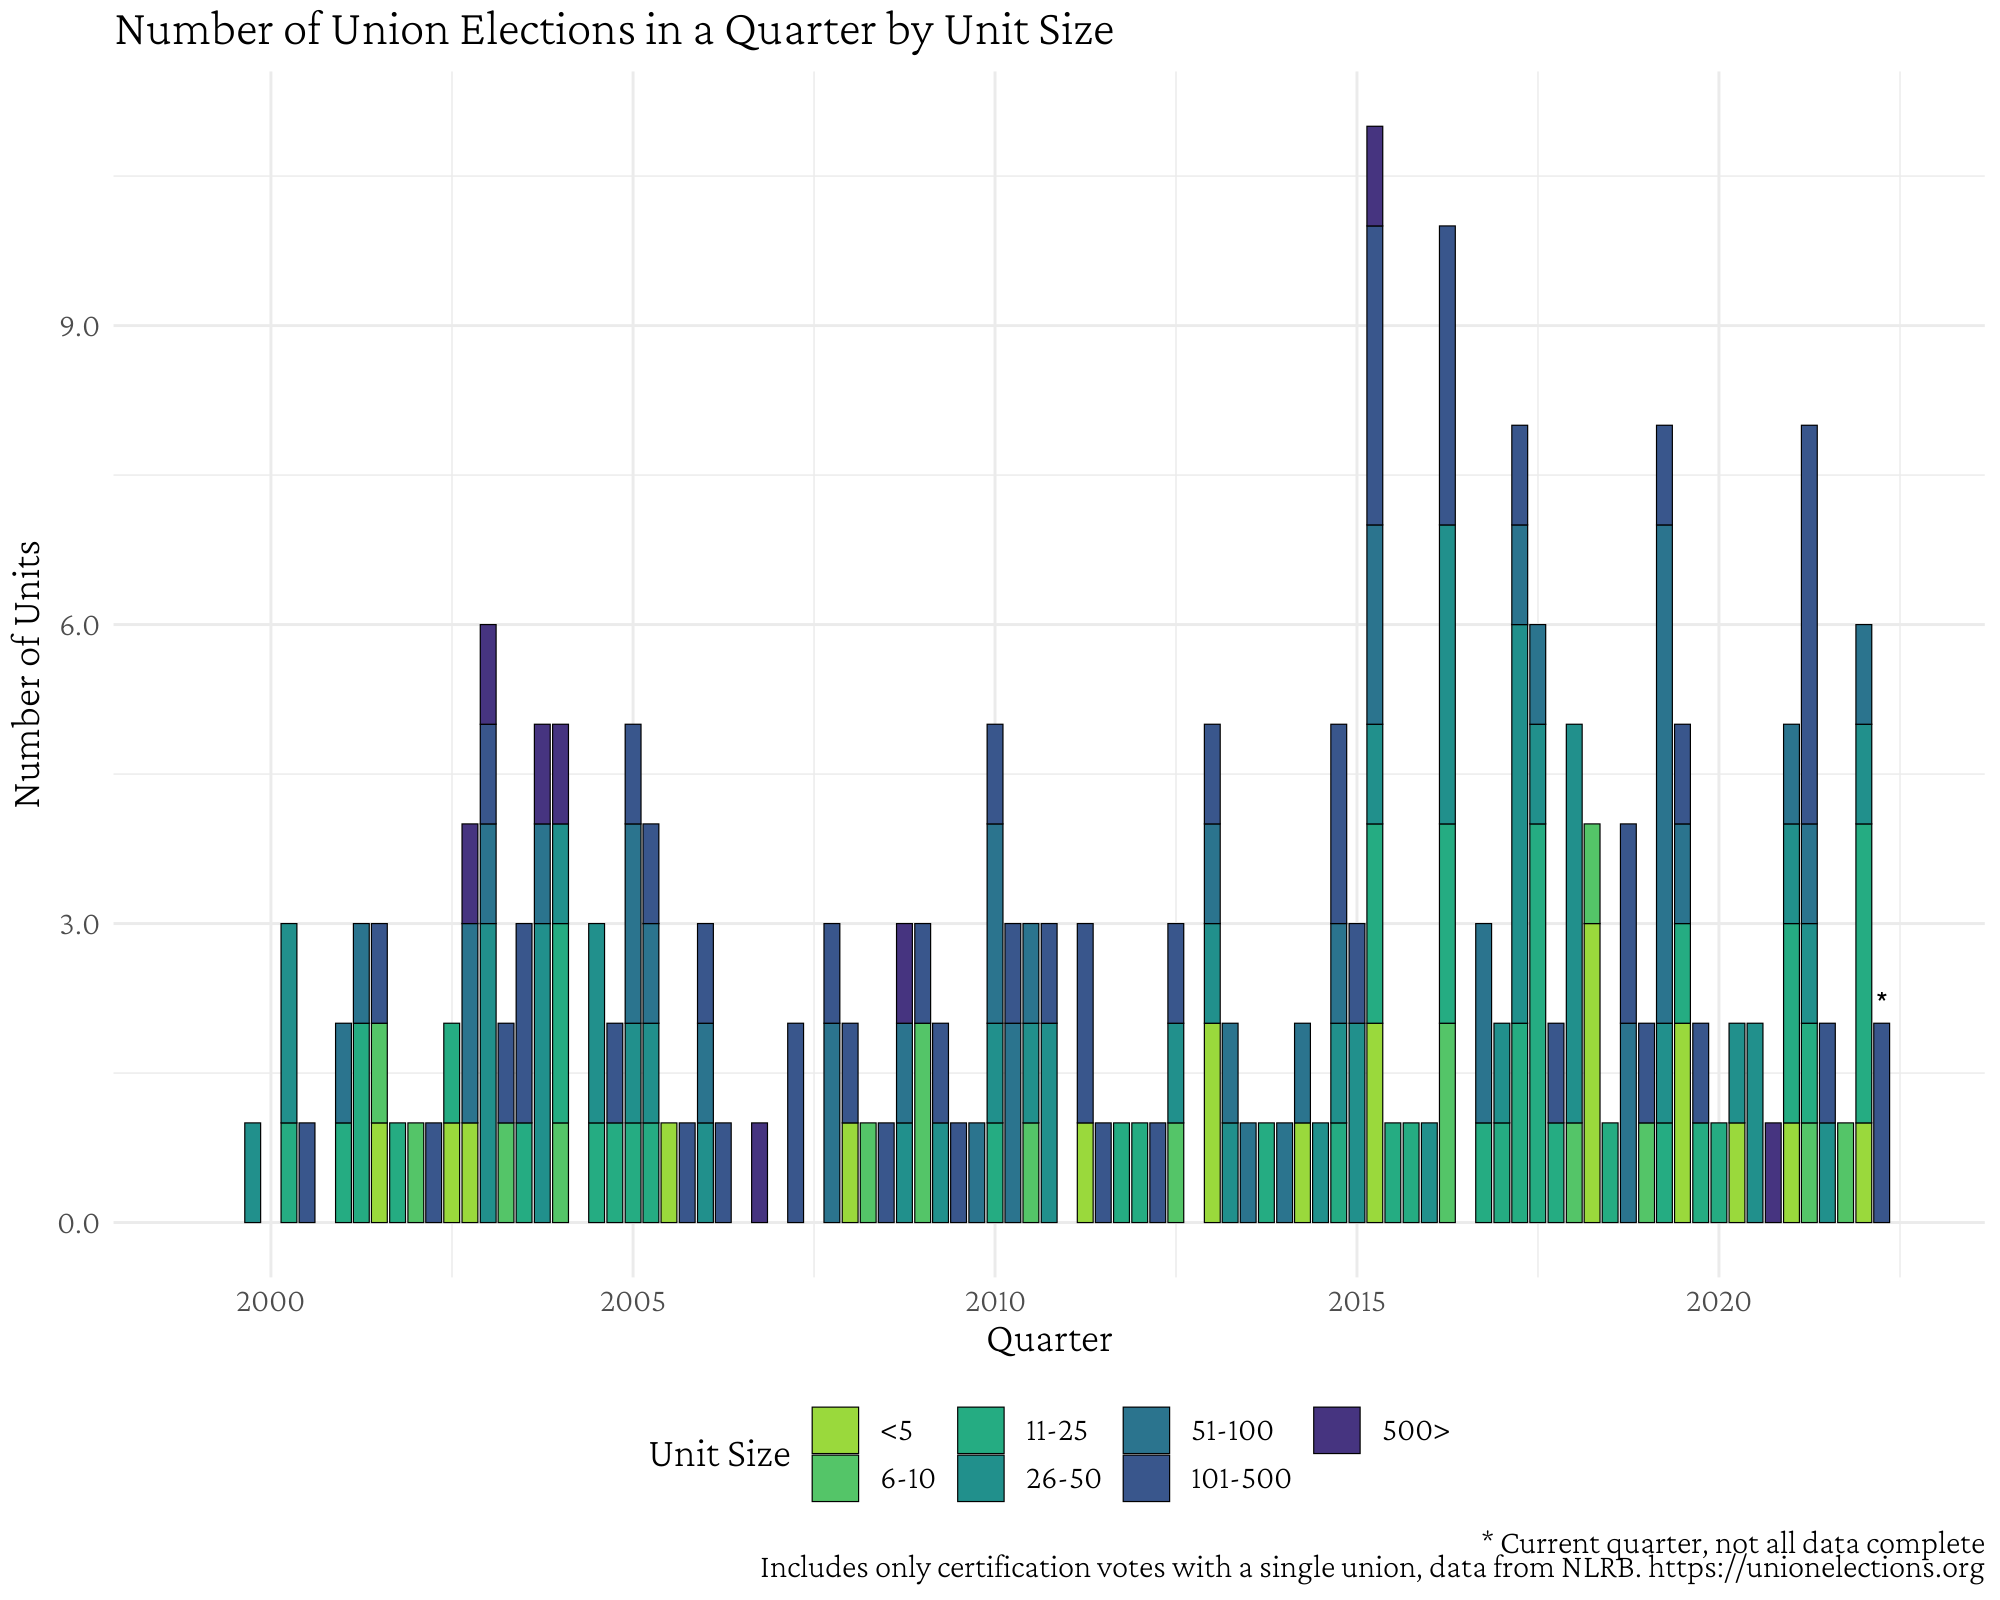 Number of Union Elections in a Quarter by Unit Size
Number of Units
9.0
6.0
3.0
0.0
*
2000 2005 2010 2015 2020
Quarter
Unit Size
<5 11-25 51-100 500>
6-10 26-50 101-500
* Current quarter, not all data complete
Includes only certification votes with a single union, data from NLRB. https://unionelections.org